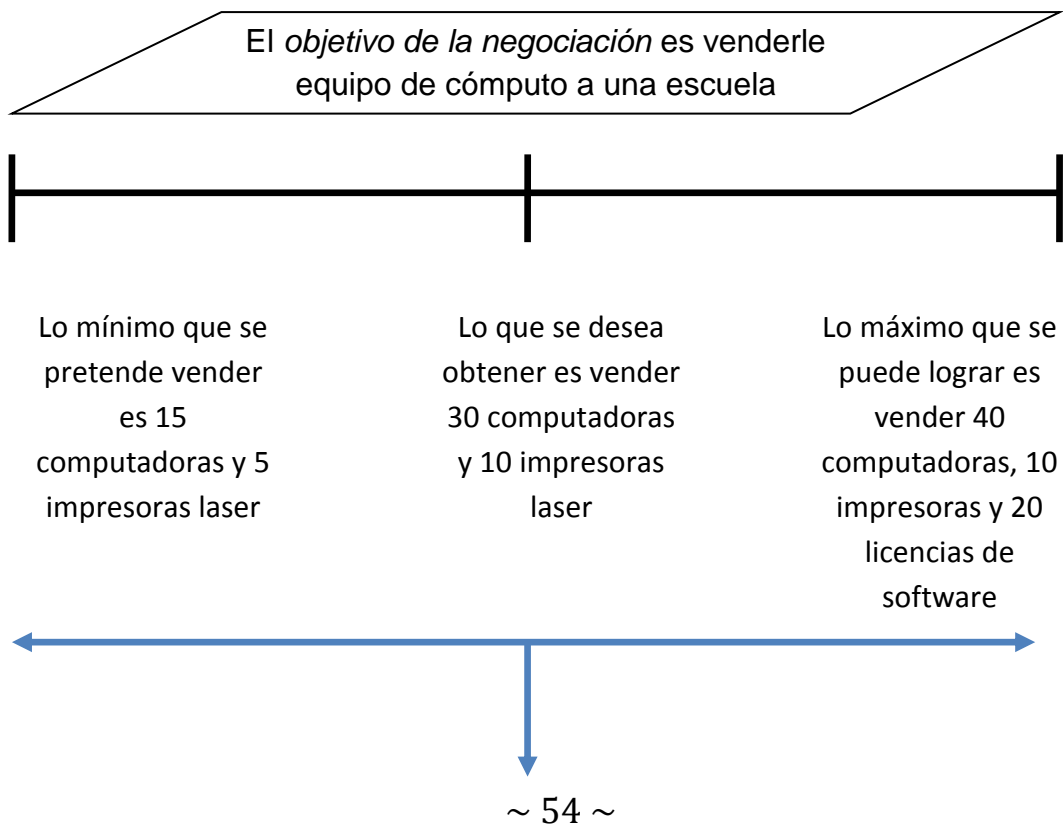 El objetivo de la negociación es venderle
equipo de cómputo a una escuela
Lo mínimo que se
pretende vender
es 15
computadoras y 5
impresoras laser
Lo que se desea
obtener es vender
30 computadoras
y 10 impresoras
laser
Lo máximo que se
puede lograr es
vender 40
computadoras, 10
impresoras y 20
licencias de
software
~ 54 ~